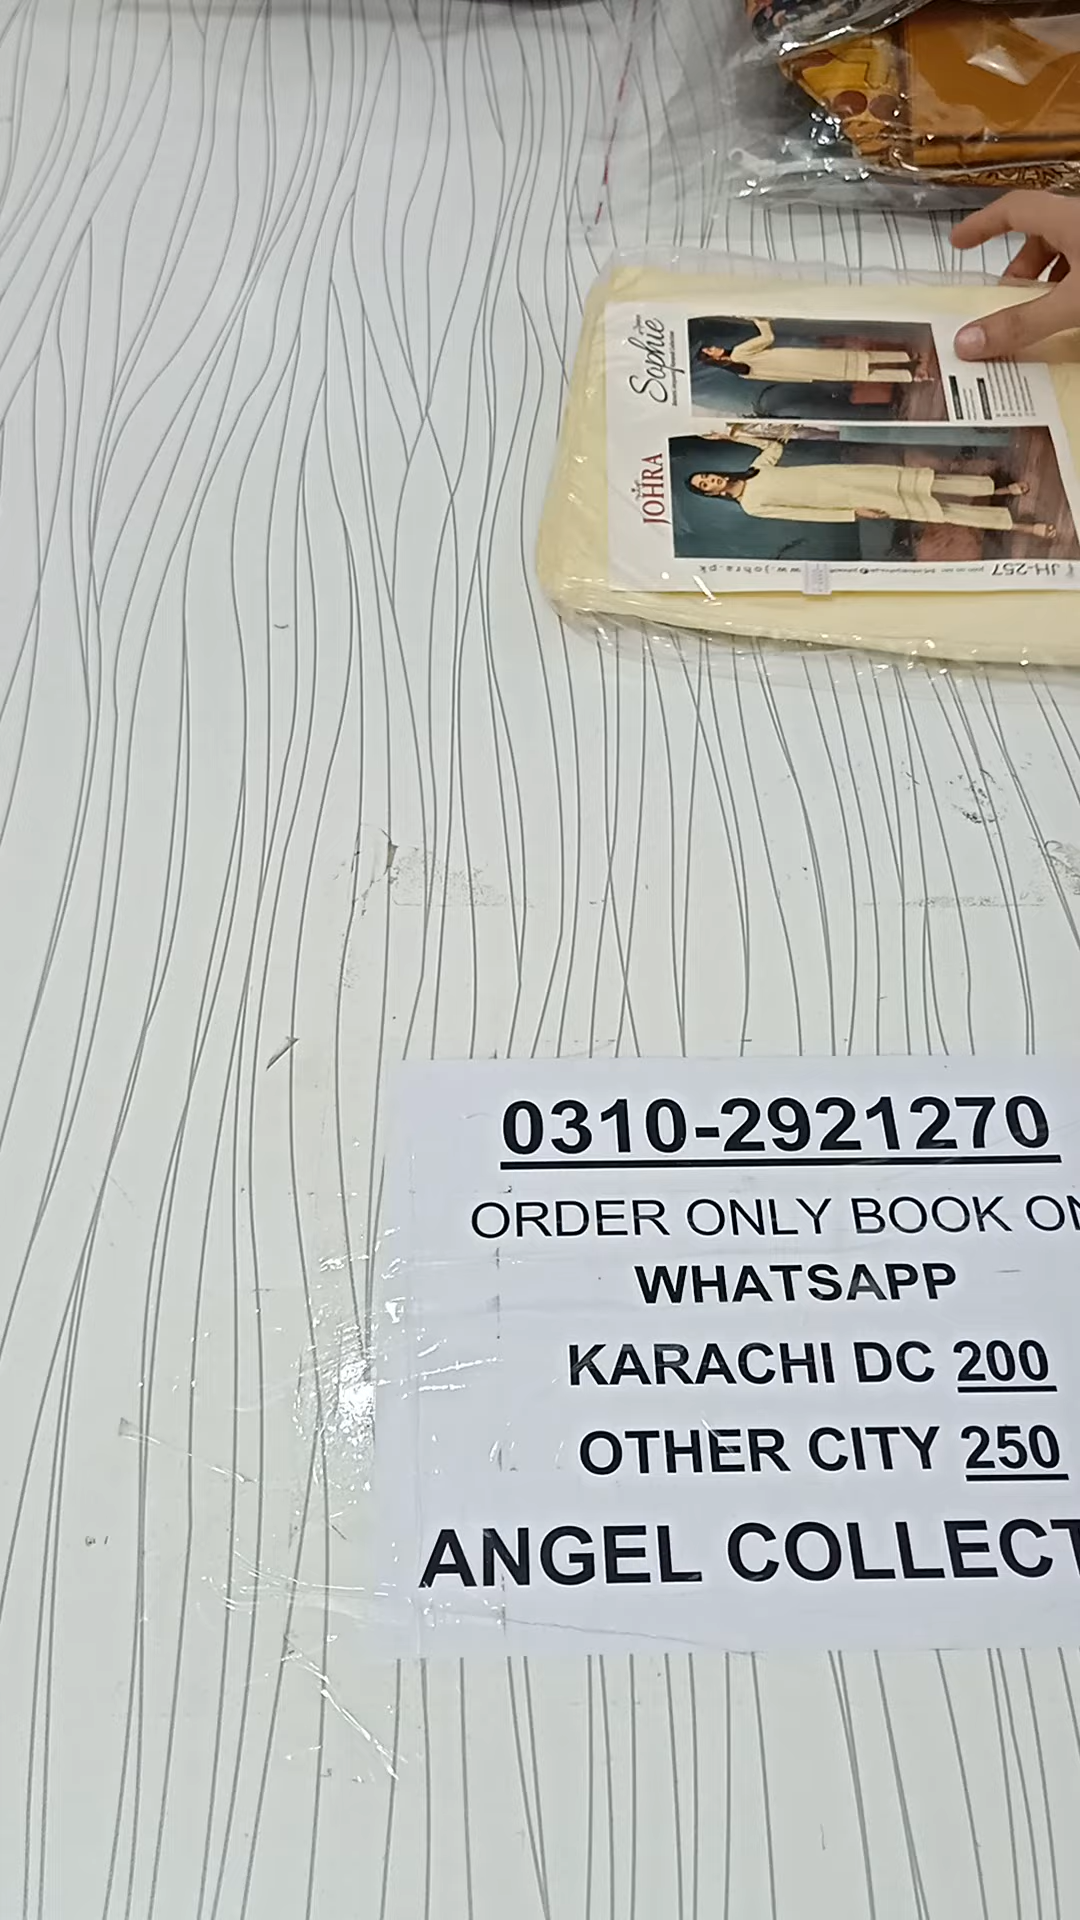 Sophie
JOHRA
JH-257
0310-2921270
ORDER ONLY BOOK ON
WHATSAPP
KARACHI DC 200
OTHER CITY 250
ANGEL COLLECT